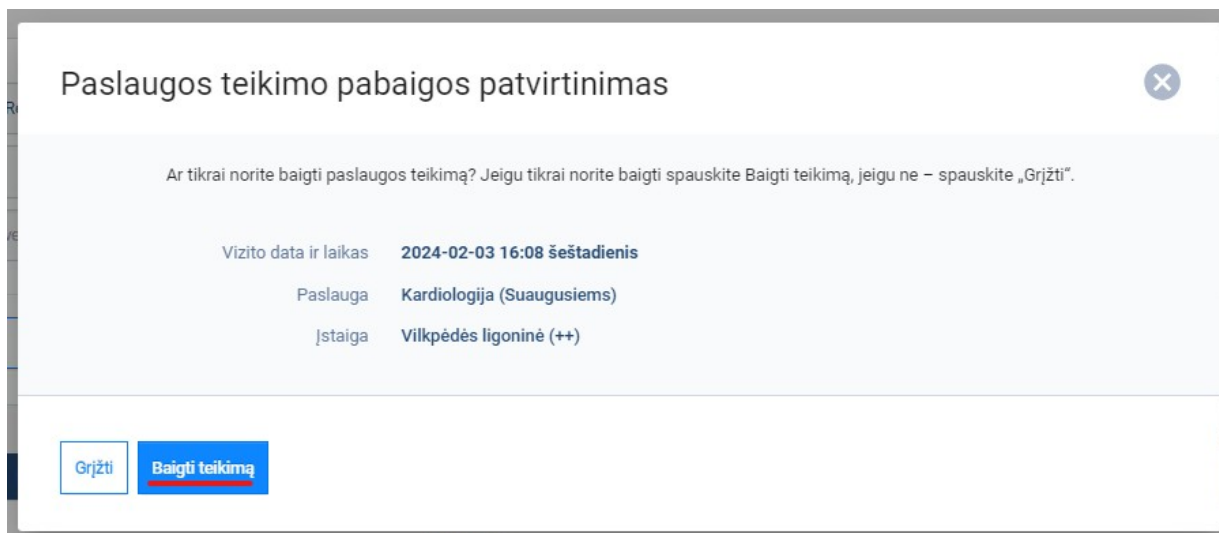 Paslaugos teikimo pabaigos patvirtinimas
Ar tikrai norite baigti paslaugos teikimą? Jeigu tikrai norite baigti spauskite Baigti teikimą, jeigu ne – spauskite „Grįžti“.
Vizito data ir laikas 2024-02-03 16:08 šeštadienis
Paslauga Kardiologija (Suaugusiems)
Įstaiga Vilkpėdės ligoninė (++)
Grįžti Baigti teikimą